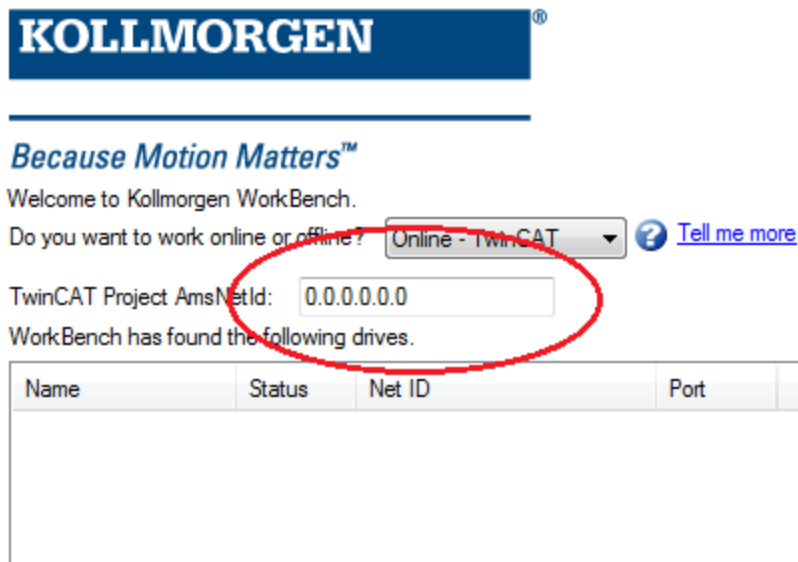 KOLLMORGEN®
Because Motion Matters™
Welcome to Kollmorgen WorkBench.
Do you want to work online or offline? Online - TwinCAT Tell me more
TwinCAT Project AmsNetId: 0.0.0.0.0.0
WorkBench has found the following drives.
Name Status Net ID Port